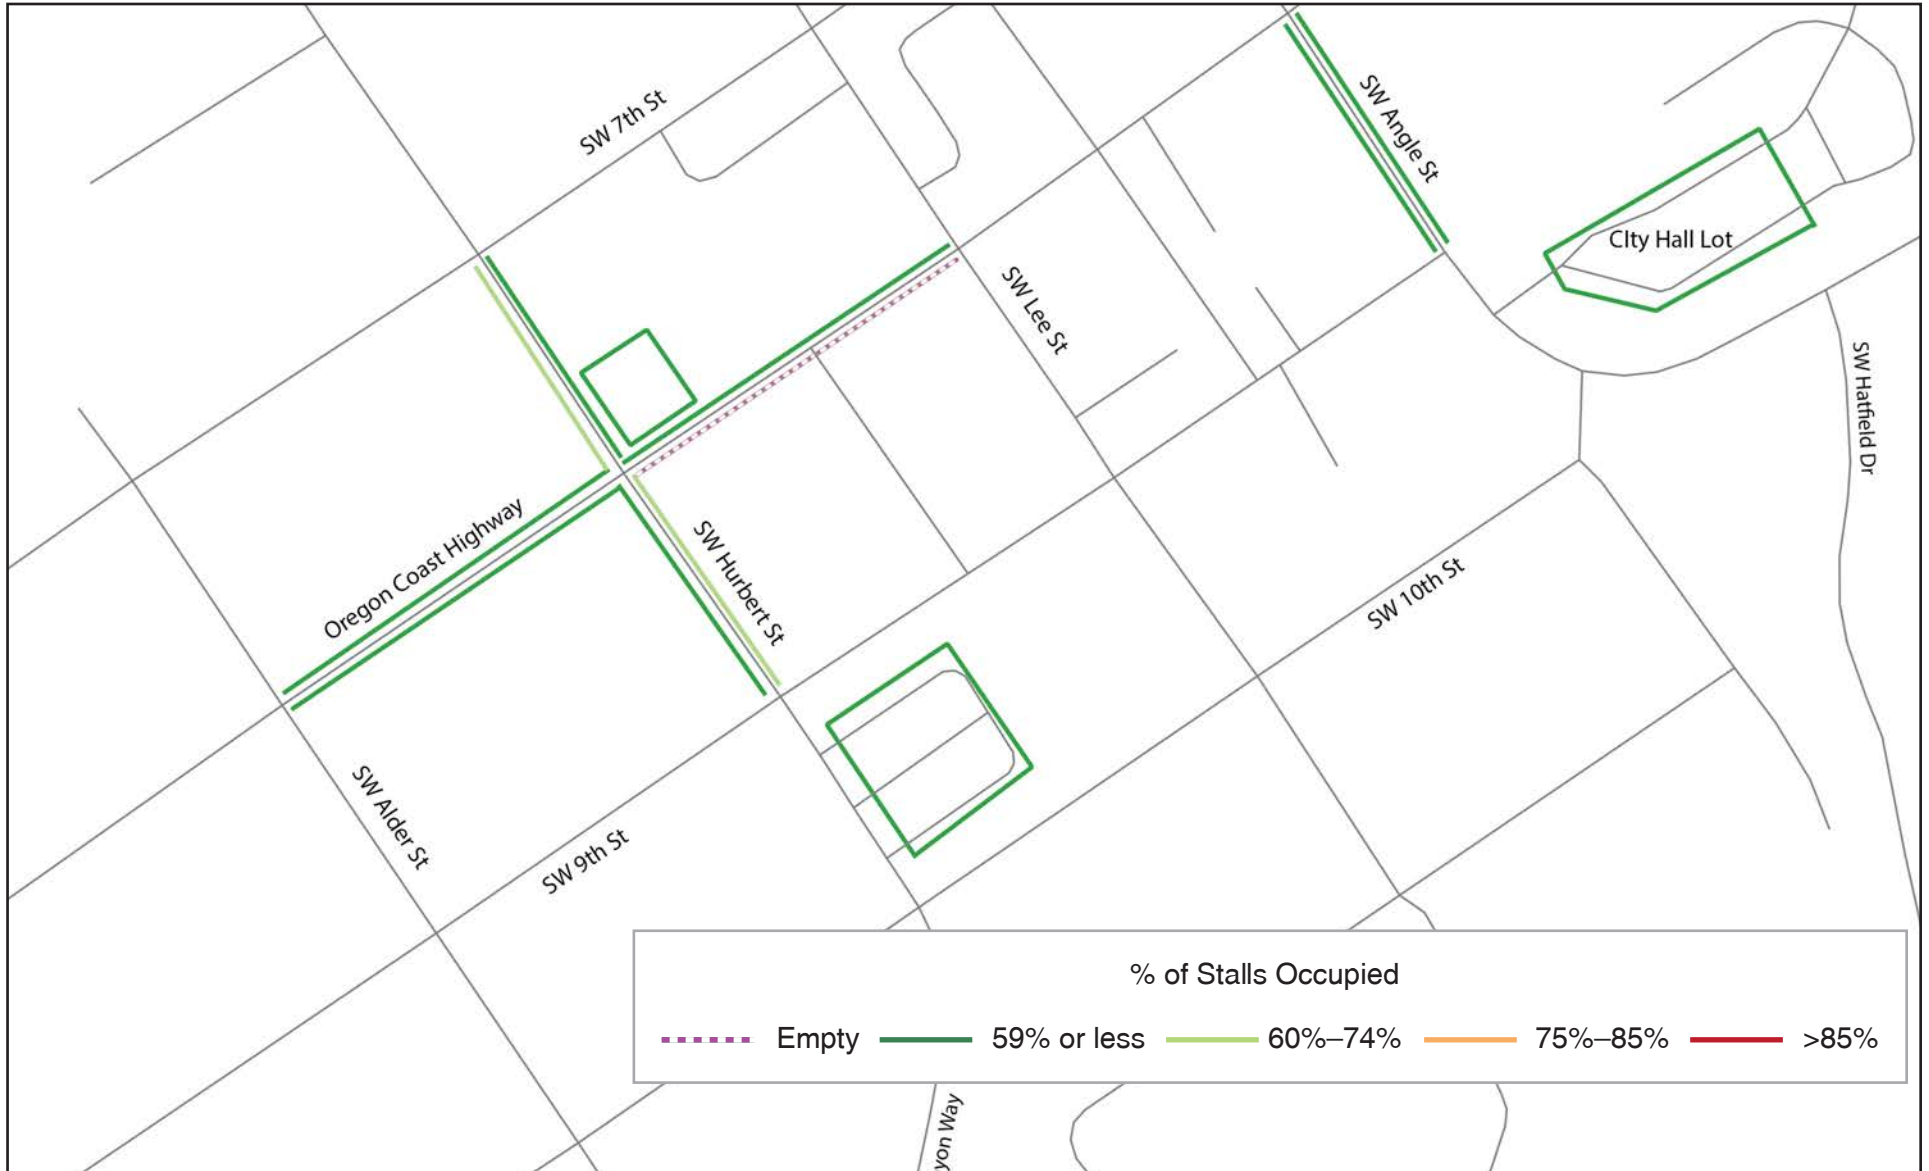 SW 7th St
SW Angle St
CIty Hall Lot
SW Lee St
SW Hatfield Dr
Oregon Coast Highway
SW Hurbert St
SW 10th St
SW Alder St
SW 9th St
% of Stalls Occupied
Empty 59% or less 60%–74% 75%–85% >85%
yon Way